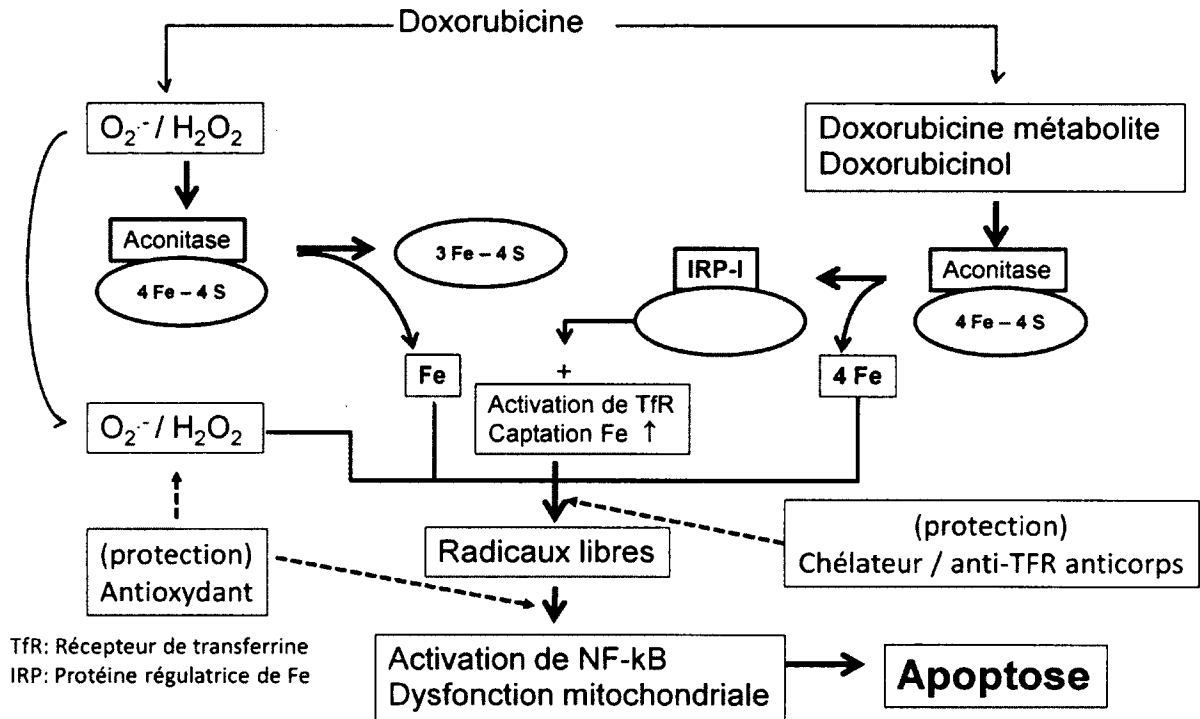 Doxorubicine
O₂·⁻ / H₂O₂
Doxorubicine métabolite
Doxorubicinol
Aconitase
4 Fe – 4 S
3 Fe – 4 S
IRP-I
Aconitase
4 Fe – 4 S
Fe
+
Activation de TfR
Captation Fe ↑
4 Fe
O₂·⁻ / H₂O₂
(protection)
Antioxydant
Radicaux libres
(protection)
Chélateur / anti-TFR anticorps
TfR: Récepteur de transferrine
IRP: Protéine régulatrice de Fe
Activation de NF-kB
Dysfonction mitochondriale
Apoptose